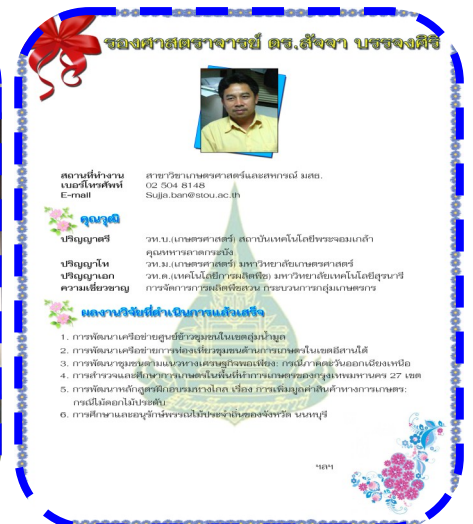 รองศาสตราจารย์ ดร.สัจจา บรรจงศิริ
สถานที่ทำงาน สาขาวิชาเกษตรศาสตร์และสหกรณ์ มสธ.
เบอร์โทรศัพท์ 02 504 8148
E-mail Sujja.ban@stou.ac.th
คุณวุฒิ
ปริญญาตรี วท.บ.(เกษตรศาสตร์) สถาบันเทคโนโลยีพระจอมเกล้า
คุณทหารลาดกระบัง
ปริญญาโท วท.ม.(เกษตรศาสตร์) มหาวิทยาลัยเกษตรศาสตร์
ปริญญาเอก วท.ด.(เทคโนโลยีการผลิตพืช) มหาวิทยาลัยเทคโนโลยีสุรนารี
ความเชี่ยวชาญ การจัดการการผลิตพืชสวน กระบวนการกลุ่มเกษตรกร
ผลงานวิจัยที่ดำเนินการแล้วเสร็จ
1. การพัฒนาเครือข่ายศูนย์ข้าวชุมชนในเขตลุ่มน้ำมูล
2. การพัฒนาเครือข่ายการท่องเที่ยวชุมชนด้านการเกษตรในเขตอีสานใต้
3. การพัฒนาชุมชนตามแนวทางเศรษฐกิจพอเพียง: กรณีภาคตะวันออกเฉียงเหนือ
4. การสำรวจและศึกษาการเกษตรในพื้นที่ทำการเกษตรของกรุงเทพมหานคร 27 เขต
5. การพัฒนาหลักสูตรฝึกอบรมทางไกล เรื่อง การเพิ่มมูลค่าสินค้าทางการเกษตร:
กรณีไม้ดอกไม้ประดับ
6. การศึกษาและอนุรักษ์พรรณไม้ประจำถิ่นของจังหวัด นนทบุรี
ฯลฯ